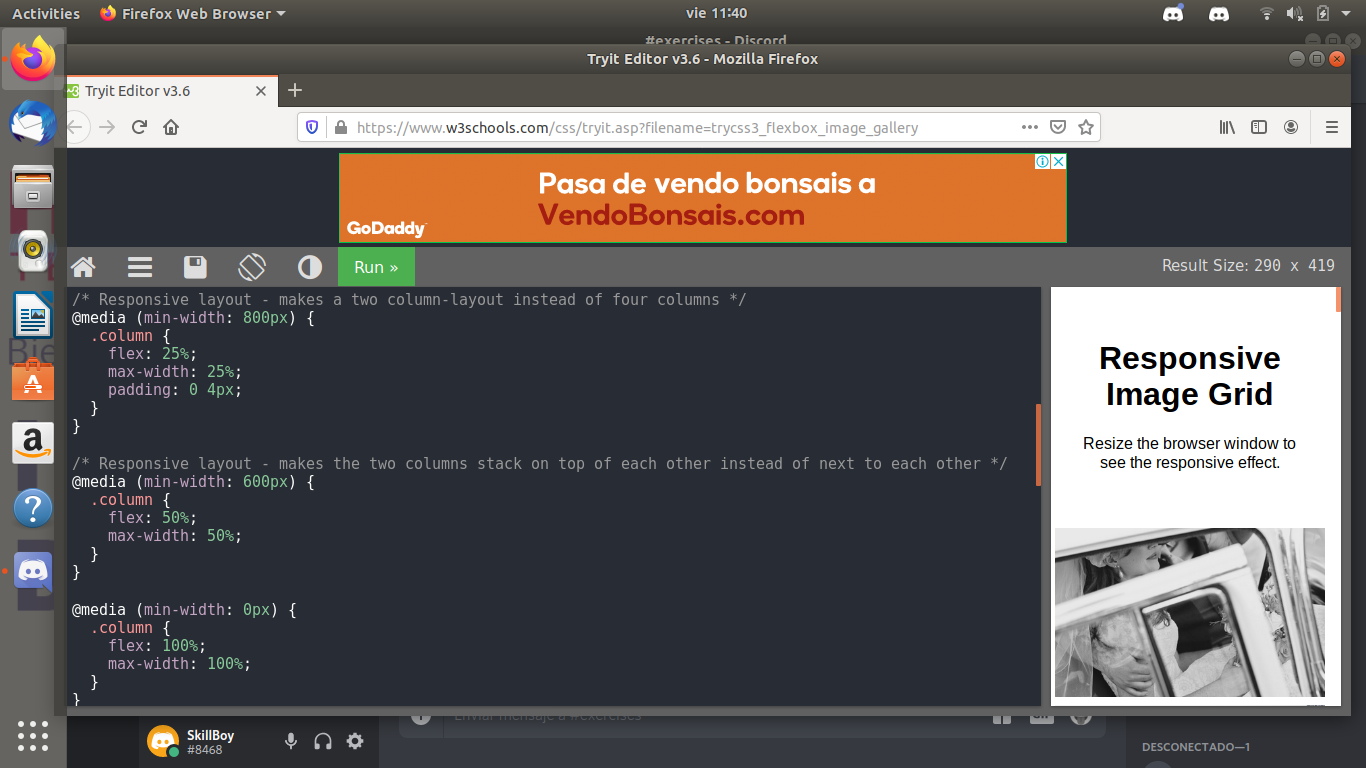 Activities
Firefox Web Browser
vie 11:40
#exercises - Discord
Tryit Editor v3.6 - Mozilla Firefox
Tryit Editor v3.6
https://www.w3schools.com/css/tryit.asp?filename=trycss3_flexbox_image_gallery
Pasa de vendo bonsais a
VendoBonsais.com
GoDaddy
Run »
Result Size: 290 x 419
/* Responsive layout - makes a two column-layout instead of four columns */
@media (min-width: 800px) {
  .column {
    flex: 25%;
    max-width: 25%;
    padding: 0 4px;
  }
}
/* Responsive layout - makes the two columns stack on top of each other instead of next to each other */
@media (min-width: 600px) {
  .column {
    flex: 50%;
    max-width: 50%;
  }
}
@media (min-width: 0px) {
  .column {
    flex: 100%;
    max-width: 100%;
  }
}
Responsive
Image Grid
Resize the browser window to
see the responsive effect.
Enviar mensaje a #exercises
SkillBoy
#8468
DESCONECTADO—1